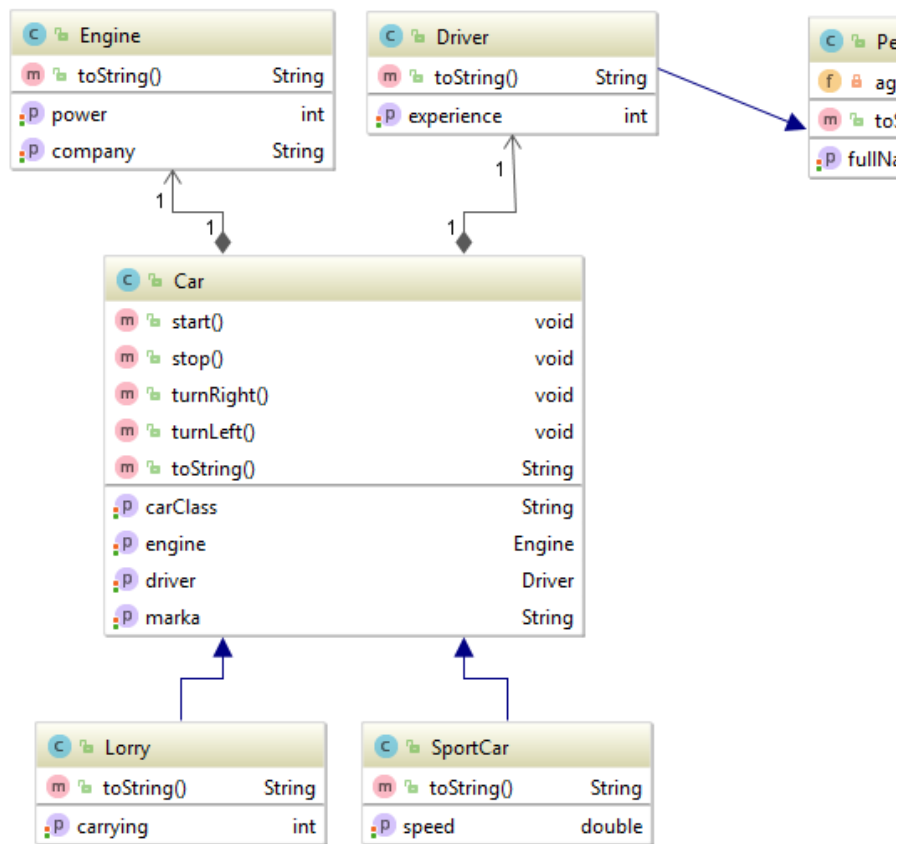 Engine
toString() String
power int
company String
Driver
toString() String
experience int
1
1
1
1
Car
start() void
stop() void
turnRight() void
turnLeft() void
toString() String
carClass String
engine Engine
driver Driver
marka String
Lorry
toString() String
carrying int
SportCar
toString() String
speed double